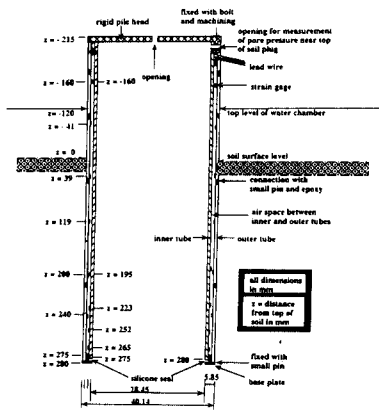 fixed with bolt
and machining
rigid pile head
z = - 215
opening for measurement
of pore pressure near top
of soil plug
opening
lead wire
strain gage
z = -160
z = -160
z = -120
top level of water chamber
z = - 41
z = 0
soil surface level
z = 39
connection with
small pin and epoxy
z = 119
air space between
inner and outer tubes
inner tube
outer tube
z = 200
z = 195
all dimensions
in mm
z = distance
from top of
soil in mm
z = 223
z = 240
z = 252
z = 265
z = 275
z = 275
z = 280
z = 280
fixed with
small pin
silicone seal
base plate
28.45
5.85
40.14